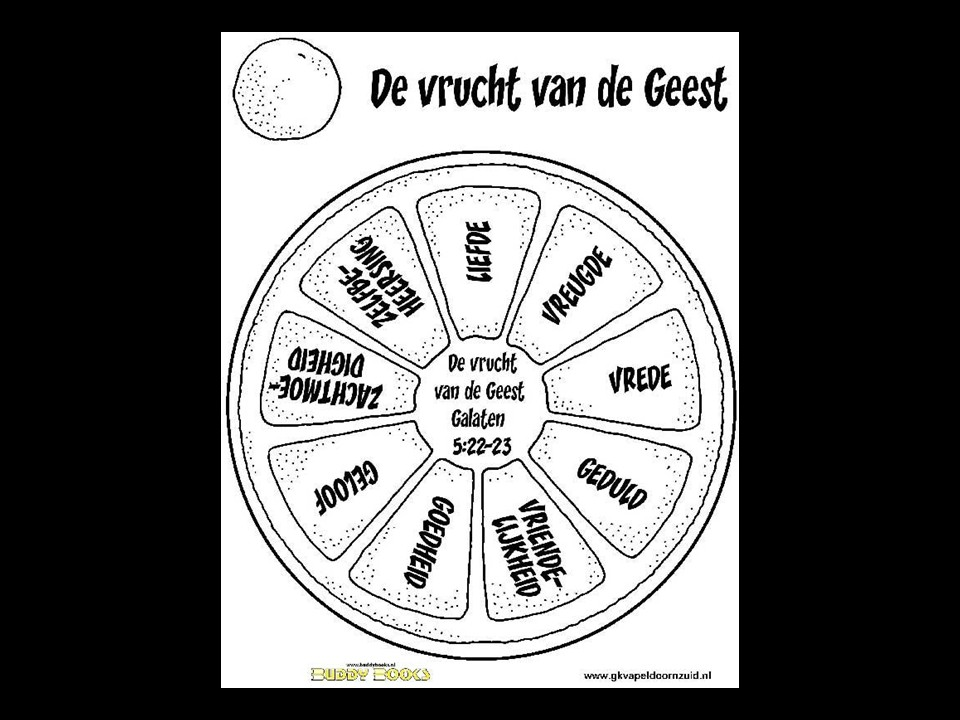 De vrucht van de Geest
LIEFDE
VREUGDE
VREDE
GEDULD
VRIENDE-
LIJKHEID
GOEDHEID
GELOOF
ZACHTMOE-
DIGHEID
ZELFBE-
HEERSING
De vrucht
van de Geest
Galaten
5:22-23
www.buddybooks.nl
BUDDY BOOKS
www.gkvapeldoornzuid.nl